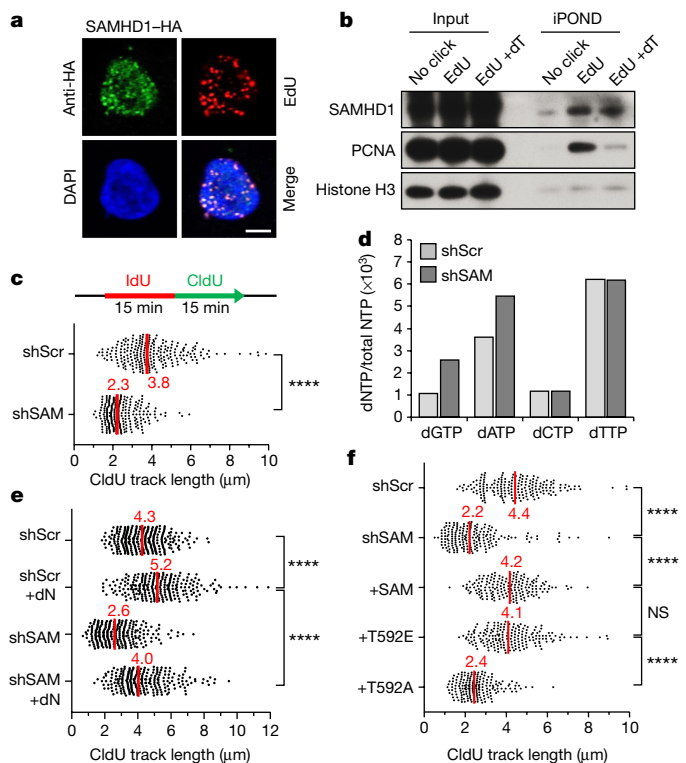 a
SAMHD1–HA
Anti-HA
EdU
DAPI
Merge
b
Input
iPOND
No click
EdU
EdU +dT
No click
EdU
EdU +dT
SAMHD1
PCNA
Histone H3
c
IdU
CldU
15 min
15 min
shScr
2.3
3.8
shSAM
****
0 2 4 6 8 10
CldU track length (μm)
d
dNTP/total NTP (×10³)
8
7
6
5
4
3
2
1
0
shScr
shSAM
dGTP dATP dCTP dTTP
e
4.3
shScr
5.2
shScr
+dN
2.6
shSAM
4.0
shSAM
+dN
****
****
0 2 4 6 8 10 12
CldU track length (μm)
f
shScr
2.2
4.4
shSAM
4.2
+SAM
4.1
+T592E
2.4
+T592A
****
****
NS
****
0 2 4 6 8 10
CldU track length (μm)